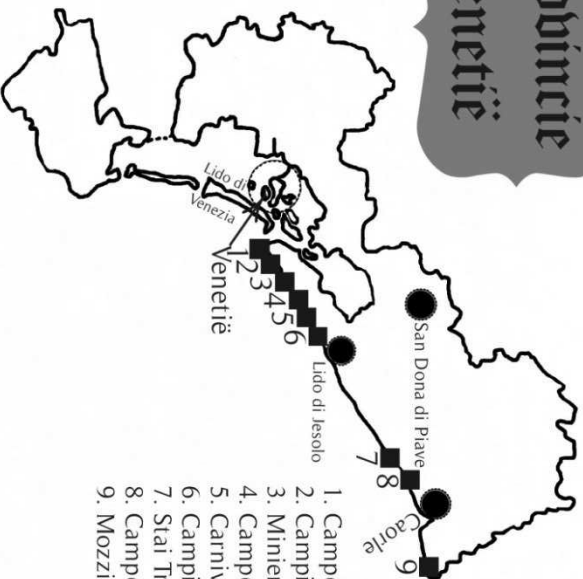 ovincie
enetië
Lido di
Venezia
Venetië
1
2
3
4
5
6
Lido di Jesolo
San Dona di Piave
7
8
Caorle
9
1. Camp
2. Campi
3. Minie
4. Camp
5. Carniv
6. Campi
7. Stai Tr
8. Camp
9. Mozzi